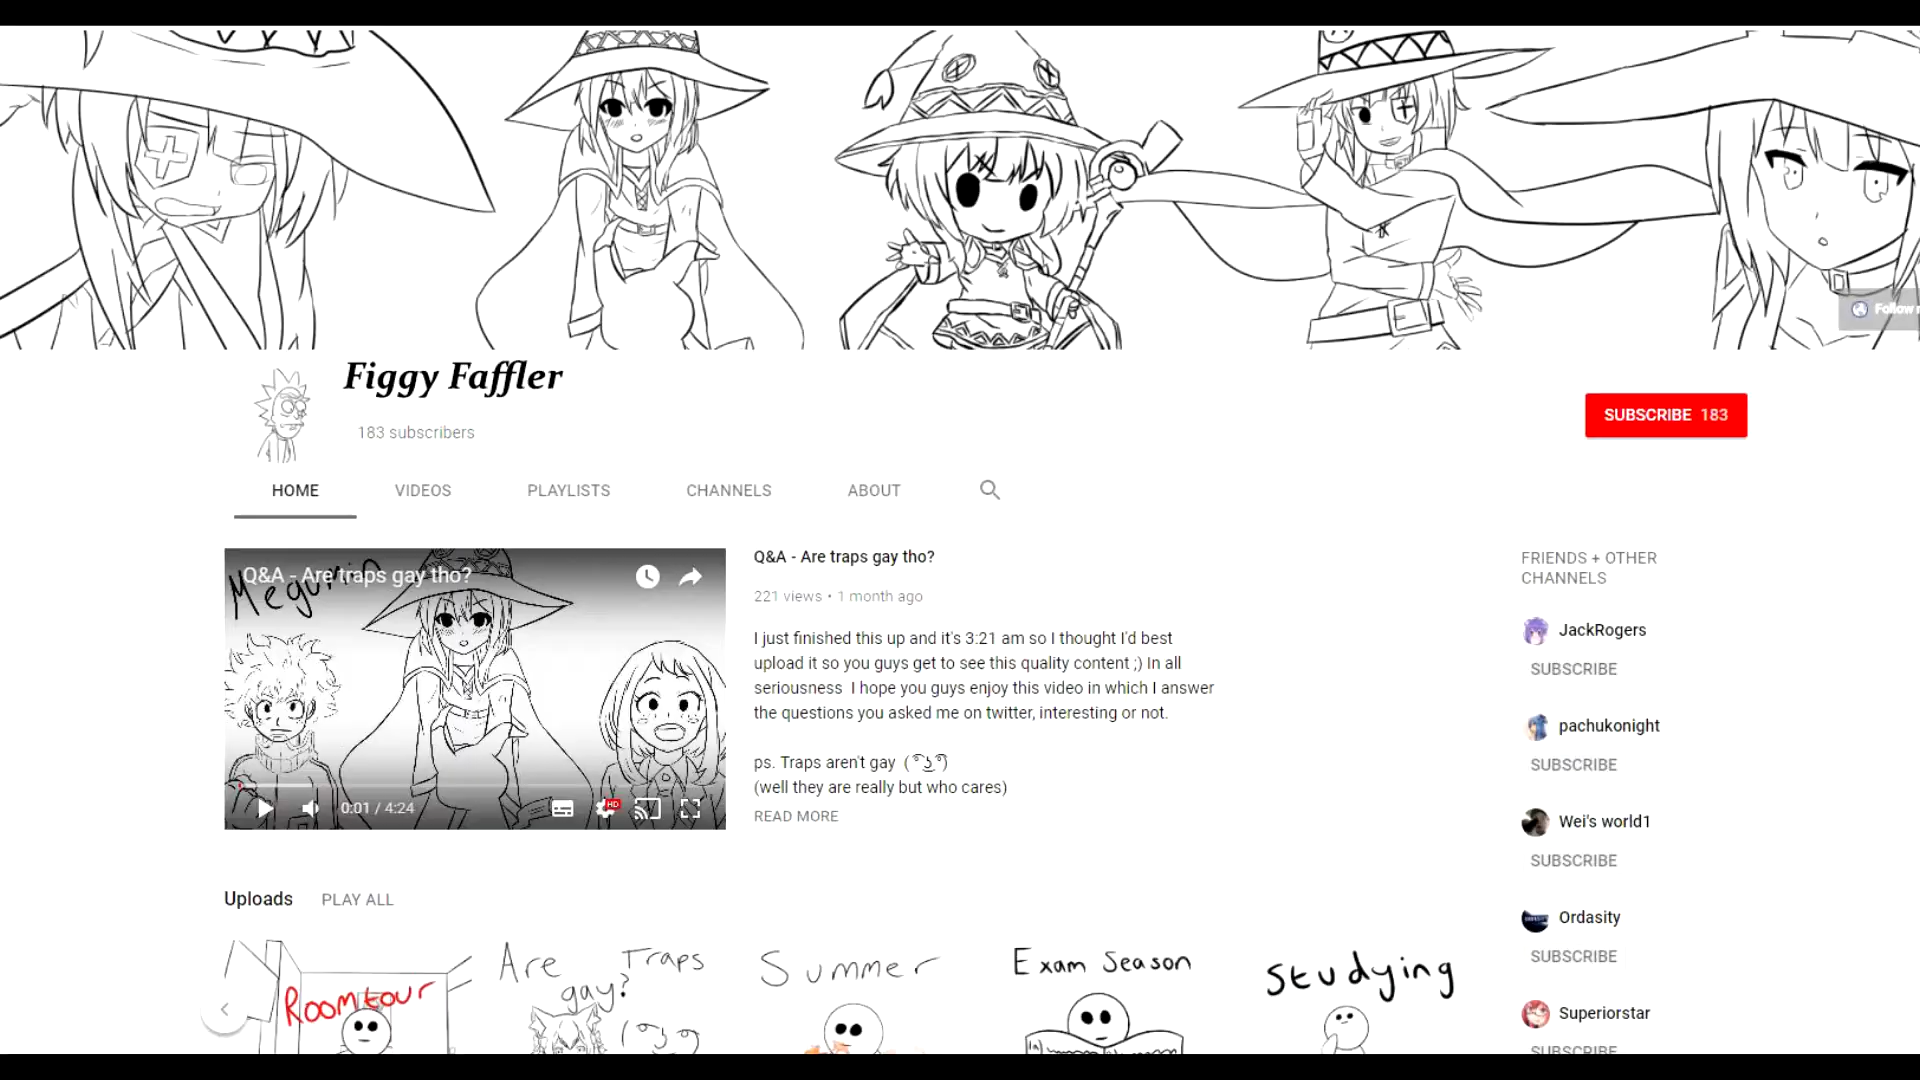 Follow
Figgy Faffler
183 subscribers
SUBSCRIBE 183
HOME VIDEOS PLAYLISTS CHANNELS ABOUT
Megumin
Q&A - Are traps gay tho?
0:01 / 4:24
HD
Q&A - Are traps gay tho?
221 views • 1 month ago
I just finished this up and it's 3:21 am so I thought I'd best
upload it so you guys get to see this quality content ;) In all
seriousness I hope you guys enjoy this video in which I answer
the questions you asked me on twitter, interesting or not.
ps. Traps aren't gay ( ͡° ͜ʖ ͡°)
(well they are really but who cares)
READ MORE
FRIENDS + OTHER
CHANNELS
JackRogers
SUBSCRIBE
pachukonight
SUBSCRIBE
Wei's world1
SUBSCRIBE
Ordasity
SUBSCRIBE
Superiorstar
SUBSCRIBE
Uploads PLAY ALL
Roomtour
Are Traps
gay?
Summer
Exam Season
Studying